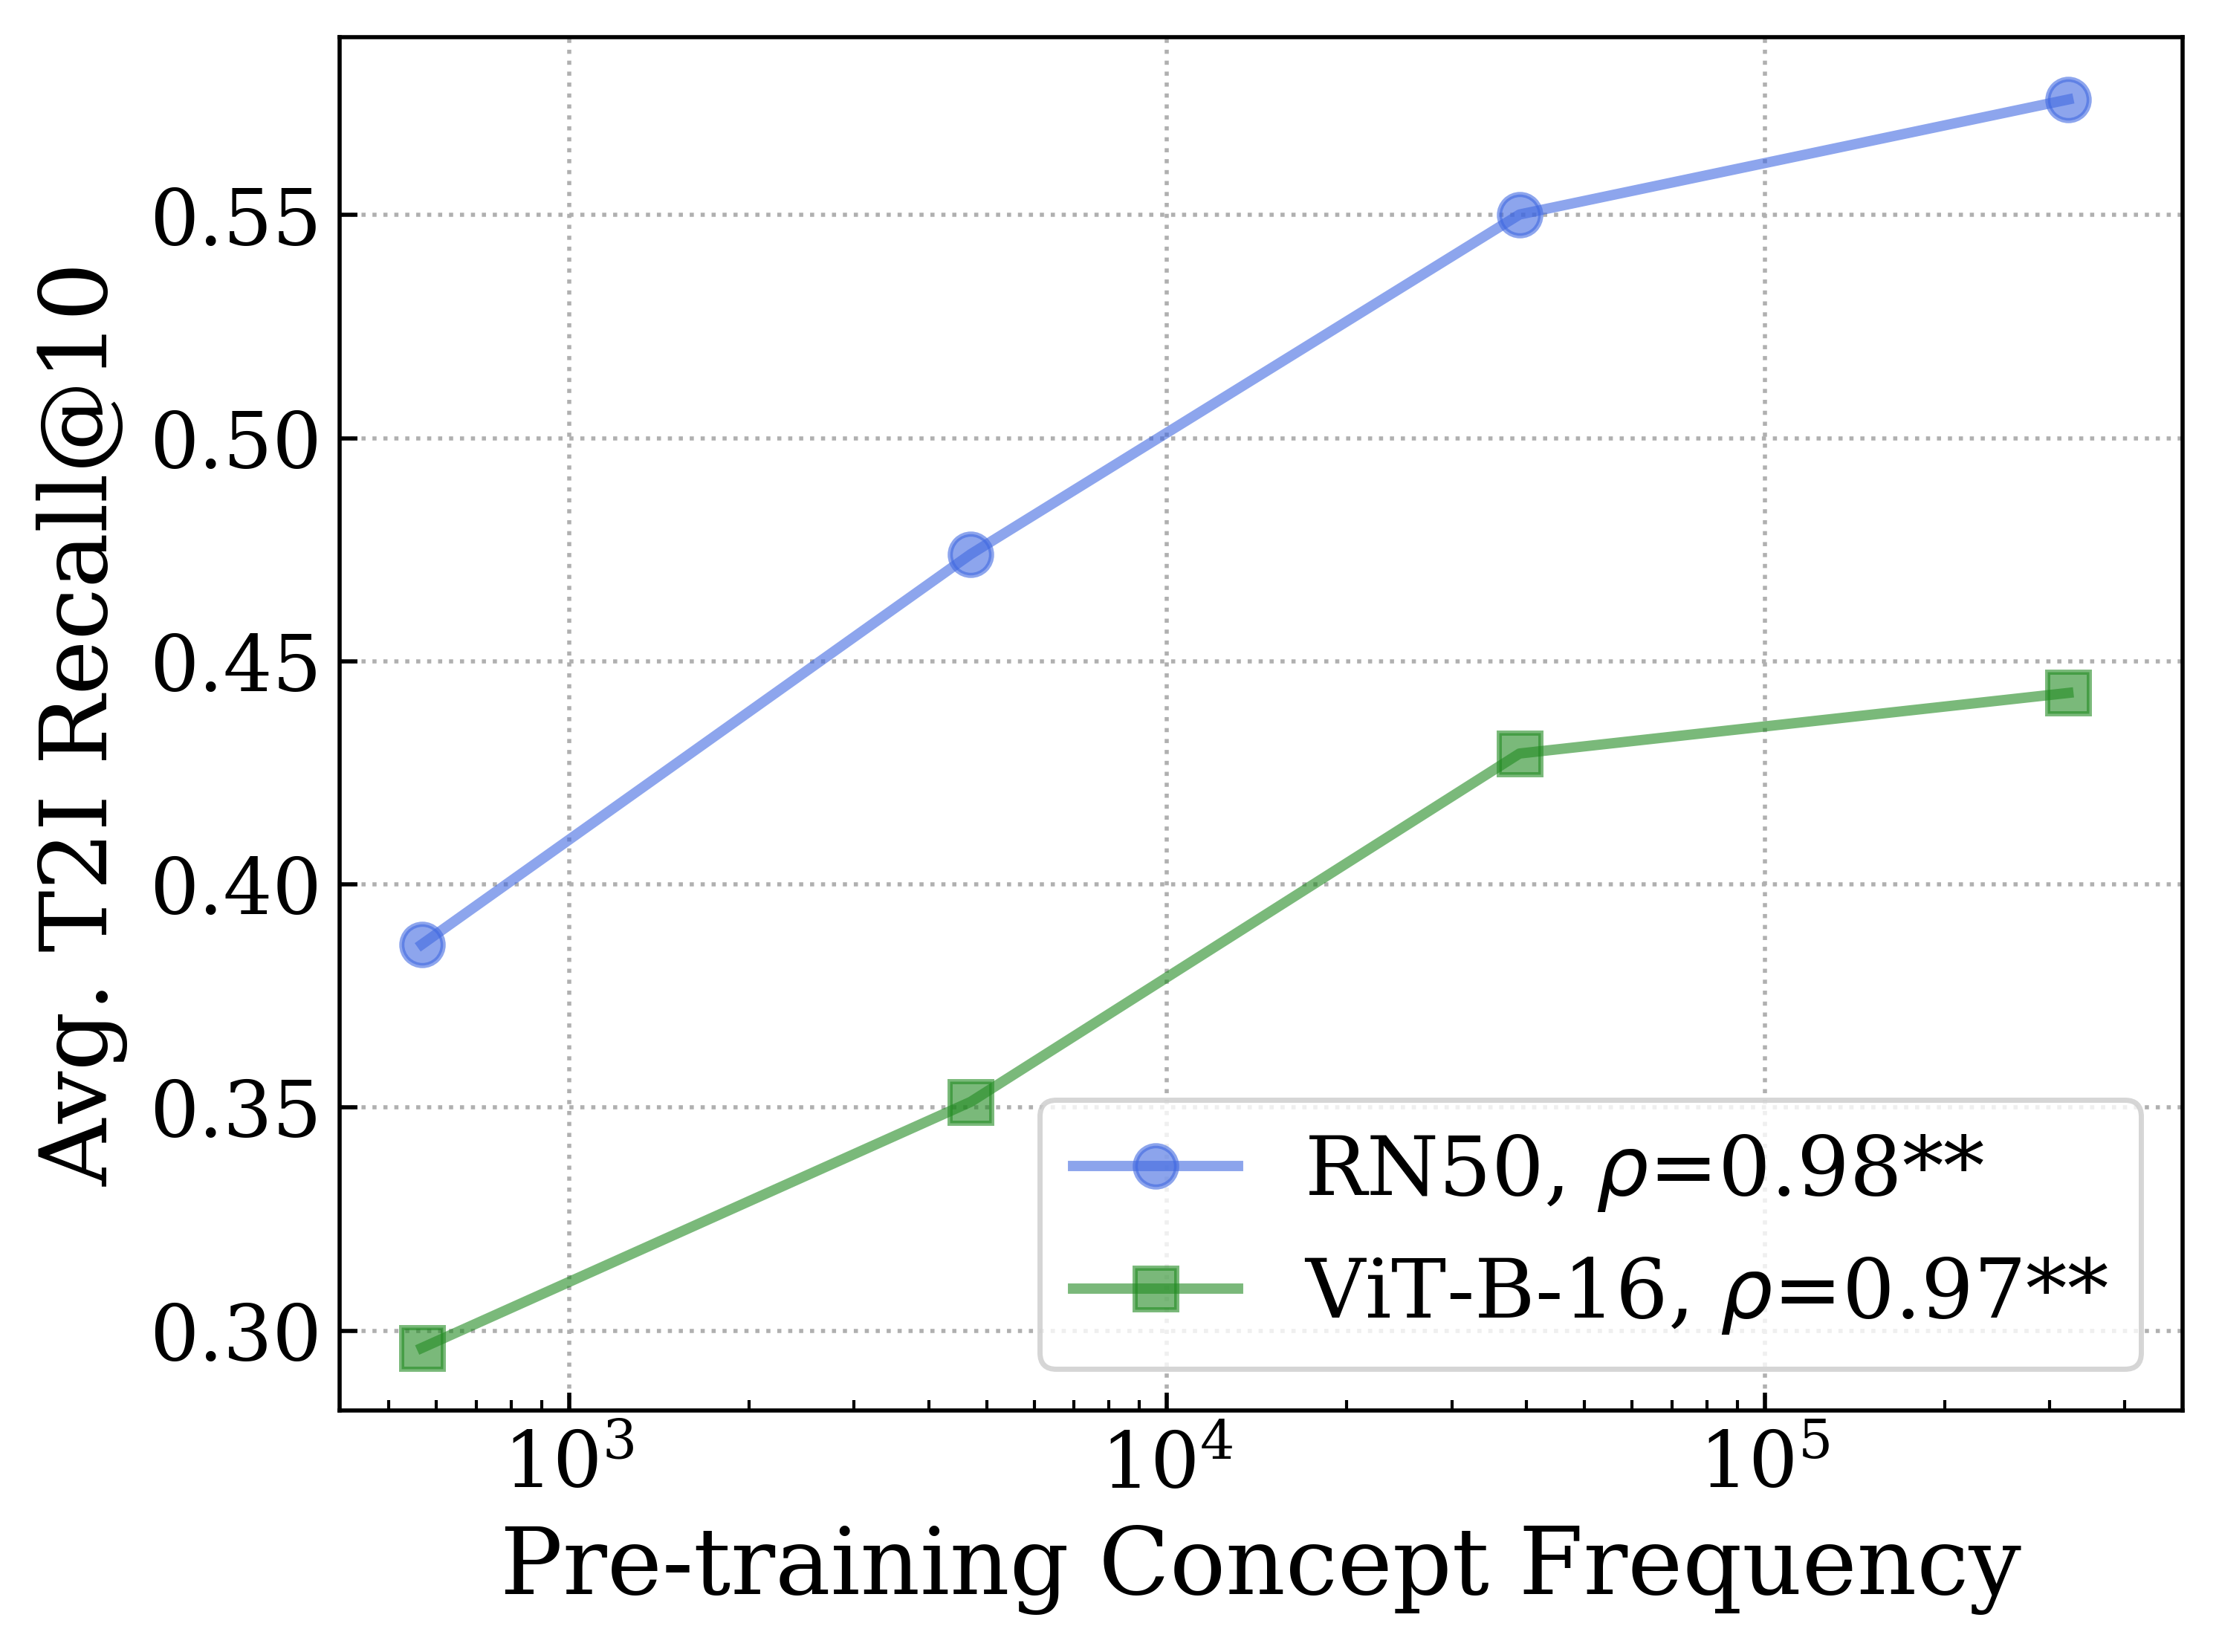 Avg. T2I Recall@10
0.55
0.50
0.45
0.40
0.35
0.30
RN50, ρ=0.98**
ViT-B-16, ρ=0.97**
10³ 10⁴ 10⁵
Pre-training Concept Frequency